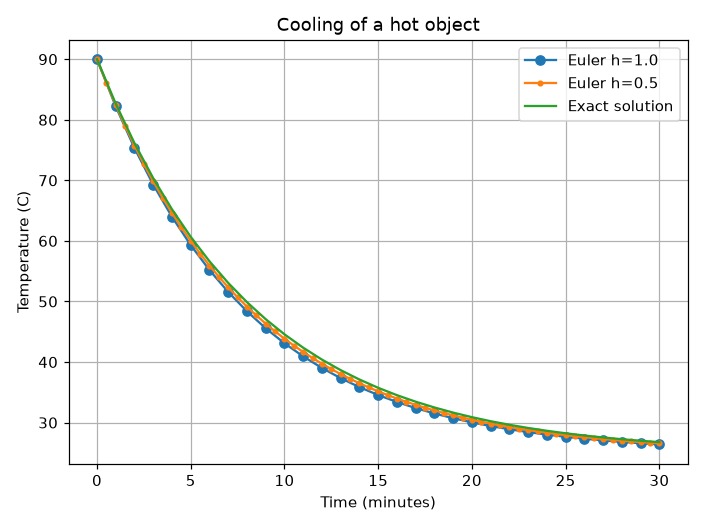 Cooling of a hot object
Euler h=1.0
Euler h=0.5
Exact solution
90
80
70
60
50
40
30
Temperature (C)
0 5 10 15 20 25 30
Time (minutes)